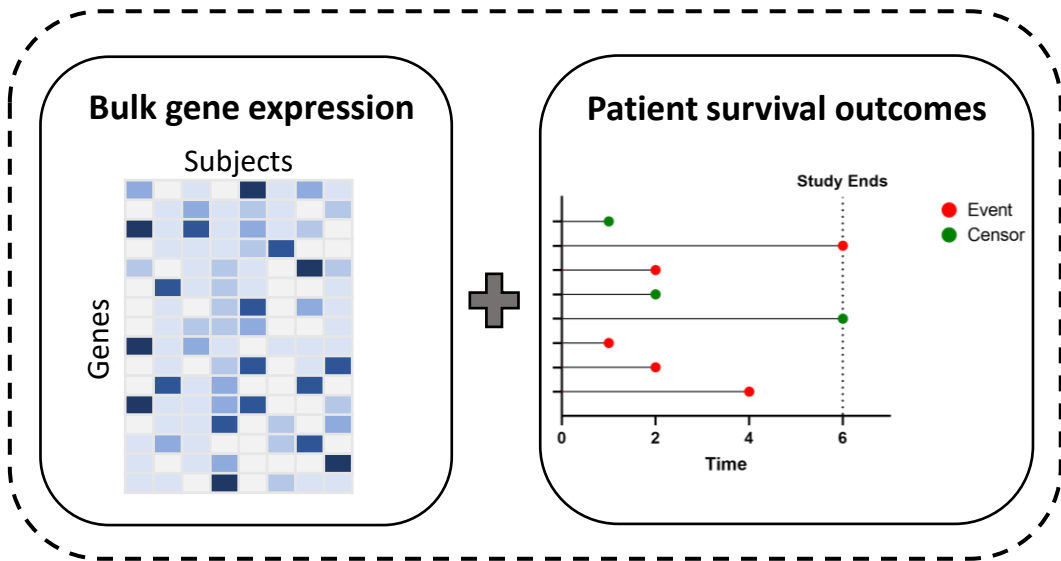 Bulk gene expression
Subjects
Genes
Patient survival outcomes
Study Ends
Event
Censor
0 2 4 6
Time